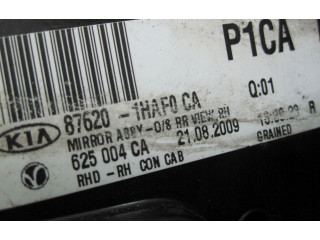 P1CA
KIA 87620 -1HAF0 CA Q:01
MIRROR ASSY-O/S RR VIEW, RH
625 004 CA 21.08.2009 R
RHD - RH CON CAB GRAINED